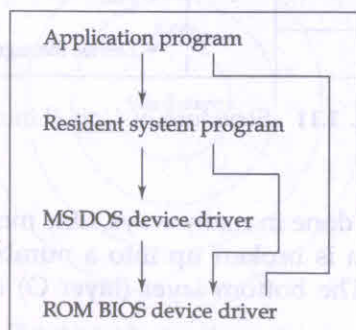 Application program
Resident system program
MS DOS device driver
ROM BIOS device driver